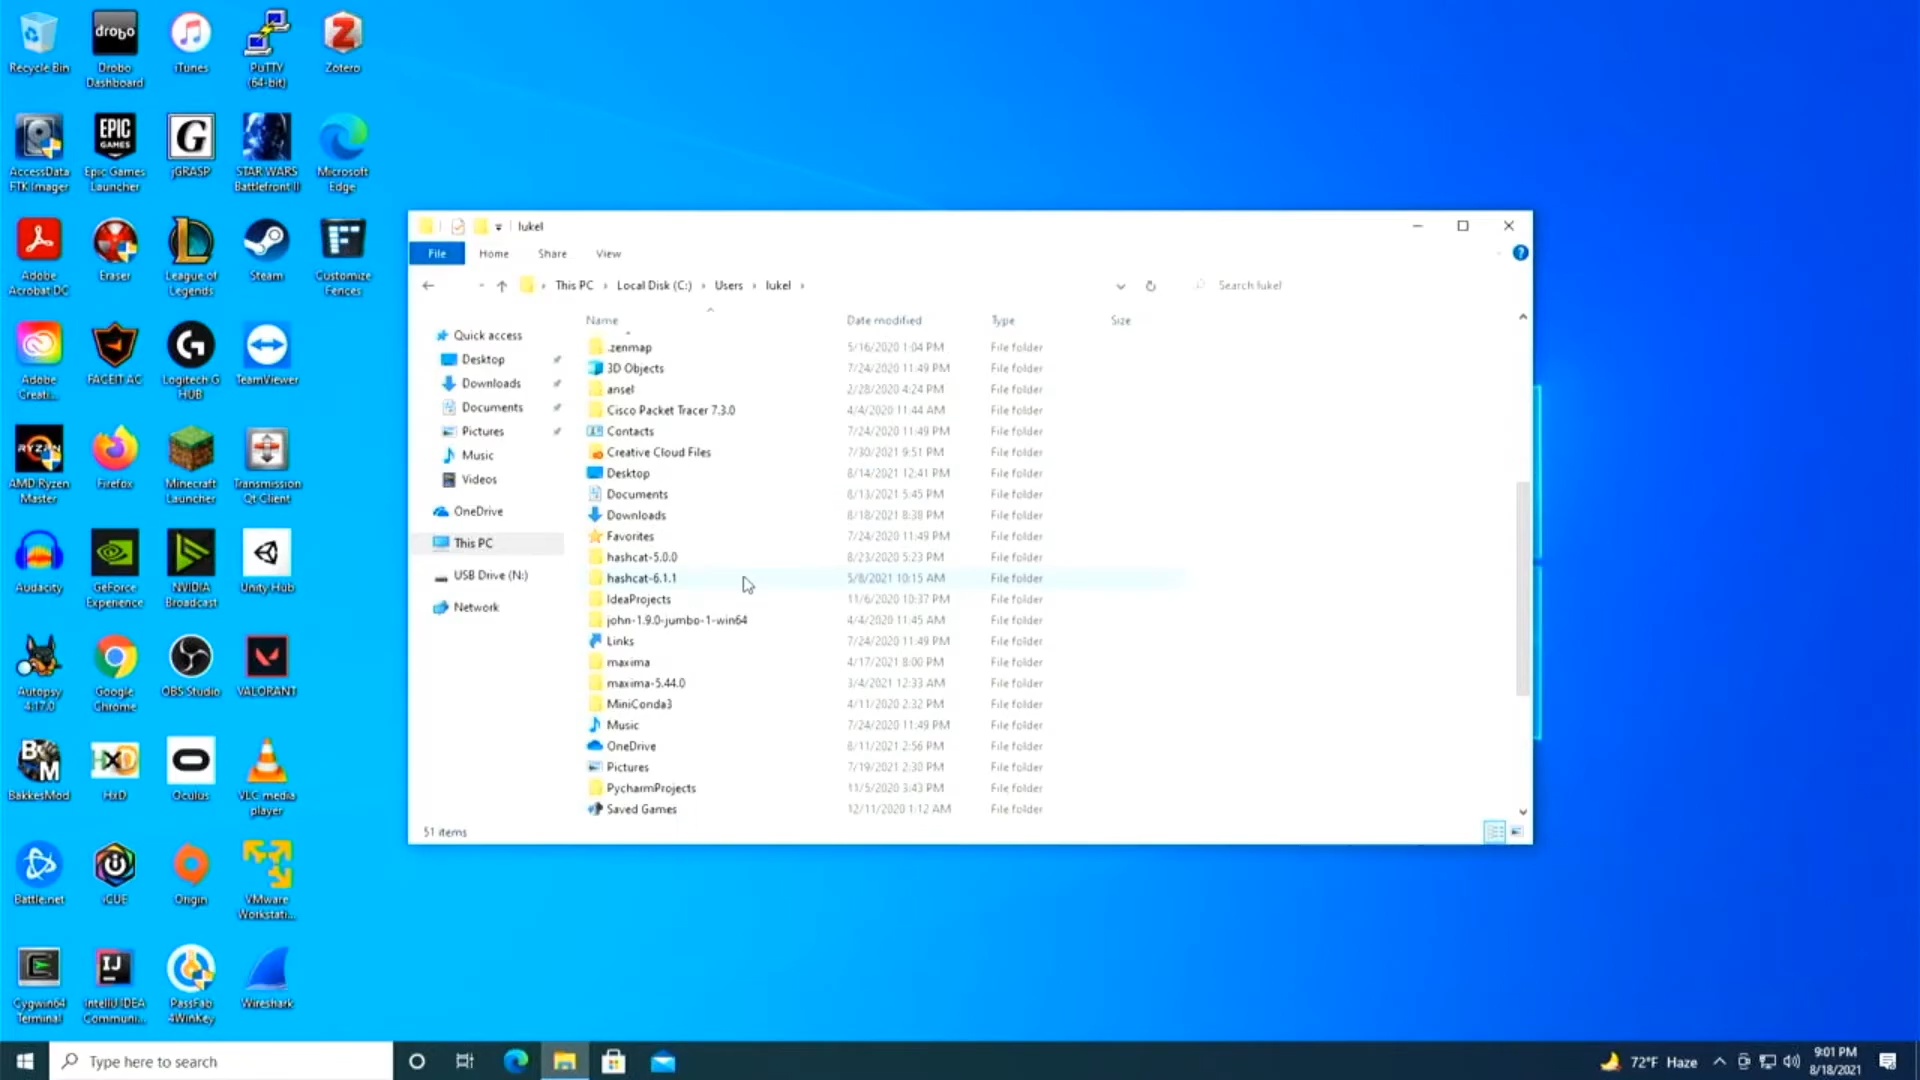 Recycle Bin
drobo
Drobo
Dashboard
iTunes
PuTTY
(64-bit)
Zotero
AccessData
FTK Imager
EPIC
GAMES
Epic Games
Launcher
jGRASP
STAR WARS
Battlefront II
Microsoft
Edge
Adobe
Acrobat DC
Eraser
League of
Legends
Steam
Customize
Fences
Adobe
Creati...
FACEIT AC
Logitech G
HUB
TeamViewer
RYZEN
AMD Ryzen
Master
Firefox
Minecraft
Launcher
Transmission
Qt Client
Audacity
GeForce
Experience
NVIDIA
Broadcast
Unity Hub
Autopsy
4.17.0
Google
Chrome
OBS Studio
VALORANT
BakkesMod
HxD
HxD
Oculus
VLC media
player
Battle.net
iCUE
Origin
VMware
Workstati...
Cygwin64
Terminal
IJ
IntelliJ IDEA
Communi...
PassFab
4WinKey
Wireshark
lukel
File Home Share View
This PC › Local Disk (C:) › Users › lukel ›
Search lukel
Name Date modified Type Size
Quick access
Desktop
Downloads
Documents
Pictures
Music
Videos
OneDrive
This PC
USB Drive (N:)
Network
.zenmap 5/16/2020 1:04 PM File folder
3D Objects 7/24/2020 11:49 PM File folder
ansel 2/28/2020 4:24 PM File folder
Cisco Packet Tracer 7.3.0 4/4/2020 11:44 AM File folder
Contacts 7/24/2020 11:49 PM File folder
Creative Cloud Files 7/30/2021 9:51 PM File folder
Desktop 8/14/2021 12:41 PM File folder
Documents 8/13/2021 5:45 PM File folder
Downloads 8/18/2021 8:38 PM File folder
Favorites 7/24/2020 11:49 PM File folder
hashcat-5.0.0 8/23/2020 5:23 PM File folder
hashcat-6.1.1 5/8/2021 10:15 AM File folder
IdeaProjects 11/6/2020 10:37 PM File folder
john-1.9.0-jumbo-1-win64 4/4/2020 11:45 AM File folder
Links 7/24/2020 11:49 PM File folder
maxima 4/17/2021 8:00 PM File folder
maxima-5.44.0 3/4/2021 12:33 AM File folder
MiniConda3 4/11/2020 2:32 PM File folder
Music 7/24/2020 11:49 PM File folder
OneDrive 8/11/2021 2:56 PM File folder
Pictures 7/19/2021 2:30 PM File folder
PycharmProjects 11/5/2020 3:43 PM File folder
Saved Games 12/11/2020 1:12 AM File folder
51 items
Type here to search
72°F Haze
9:01 PM
8/18/2021